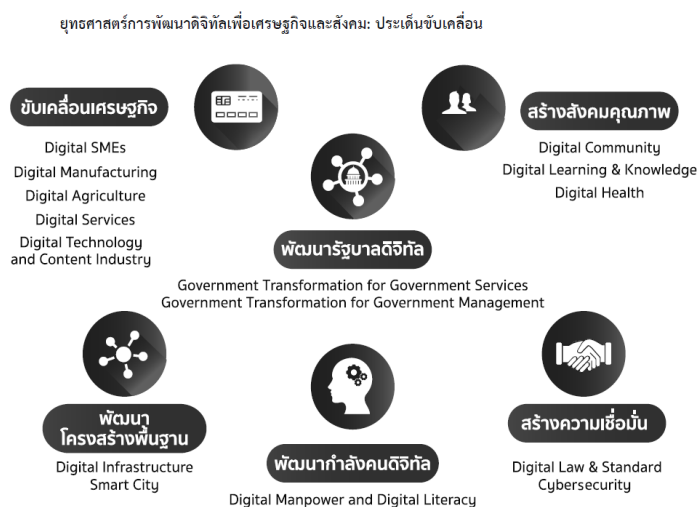 ยุทธศาสตร์การพัฒนาดิจิทัลเพื่อเศรษฐกิจและสังคม: ประเด็นขับเคลื่อน
ขับเคลื่อนเศรษฐกิจ
Digital SMEs
Digital Manufacturing
Digital Agriculture
Digital Services
Digital Technology
and Content Industry
สร้างสังคมคุณภาพ
Digital Community
Digital Learning & Knowledge
Digital Health
พัฒนารัฐบาลดิจิทัล
Government Transformation for Government Services
Government Transformation for Government Management
พัฒนา
โครงสร้างพื้นฐาน
Digital Infrastructure
Smart City
พัฒนากำลังคนดิจิทัล
Digital Manpower and Digital Literacy
สร้างความเชื่อมั่น
Digital Law & Standard
Cybersecurity